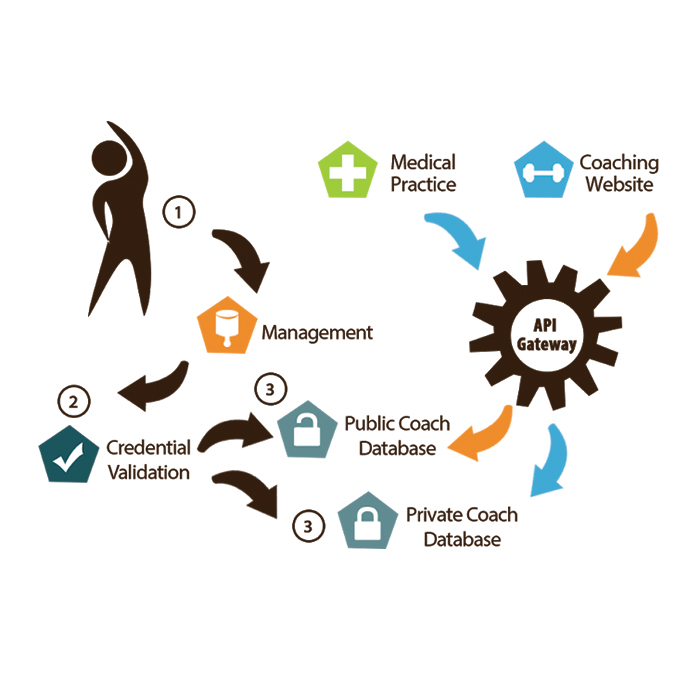 Medical
Practice
Coaching
Website
1
API
Gateway
Management
2
3
Credential
Validation
Public Coach
Database
3
Private Coach
Database